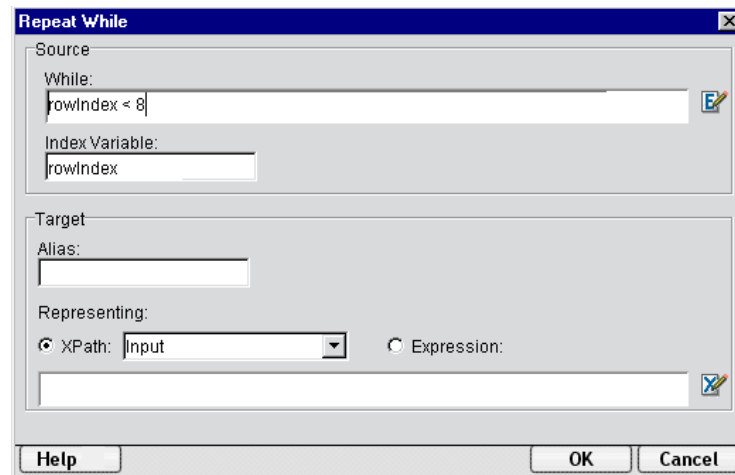 Repeat While
Source
While:
rowIndex < 8
Index Variable:
rowIndex
Target
Alias:
Representing:
XPath: Input Expression:
Help OK Cancel